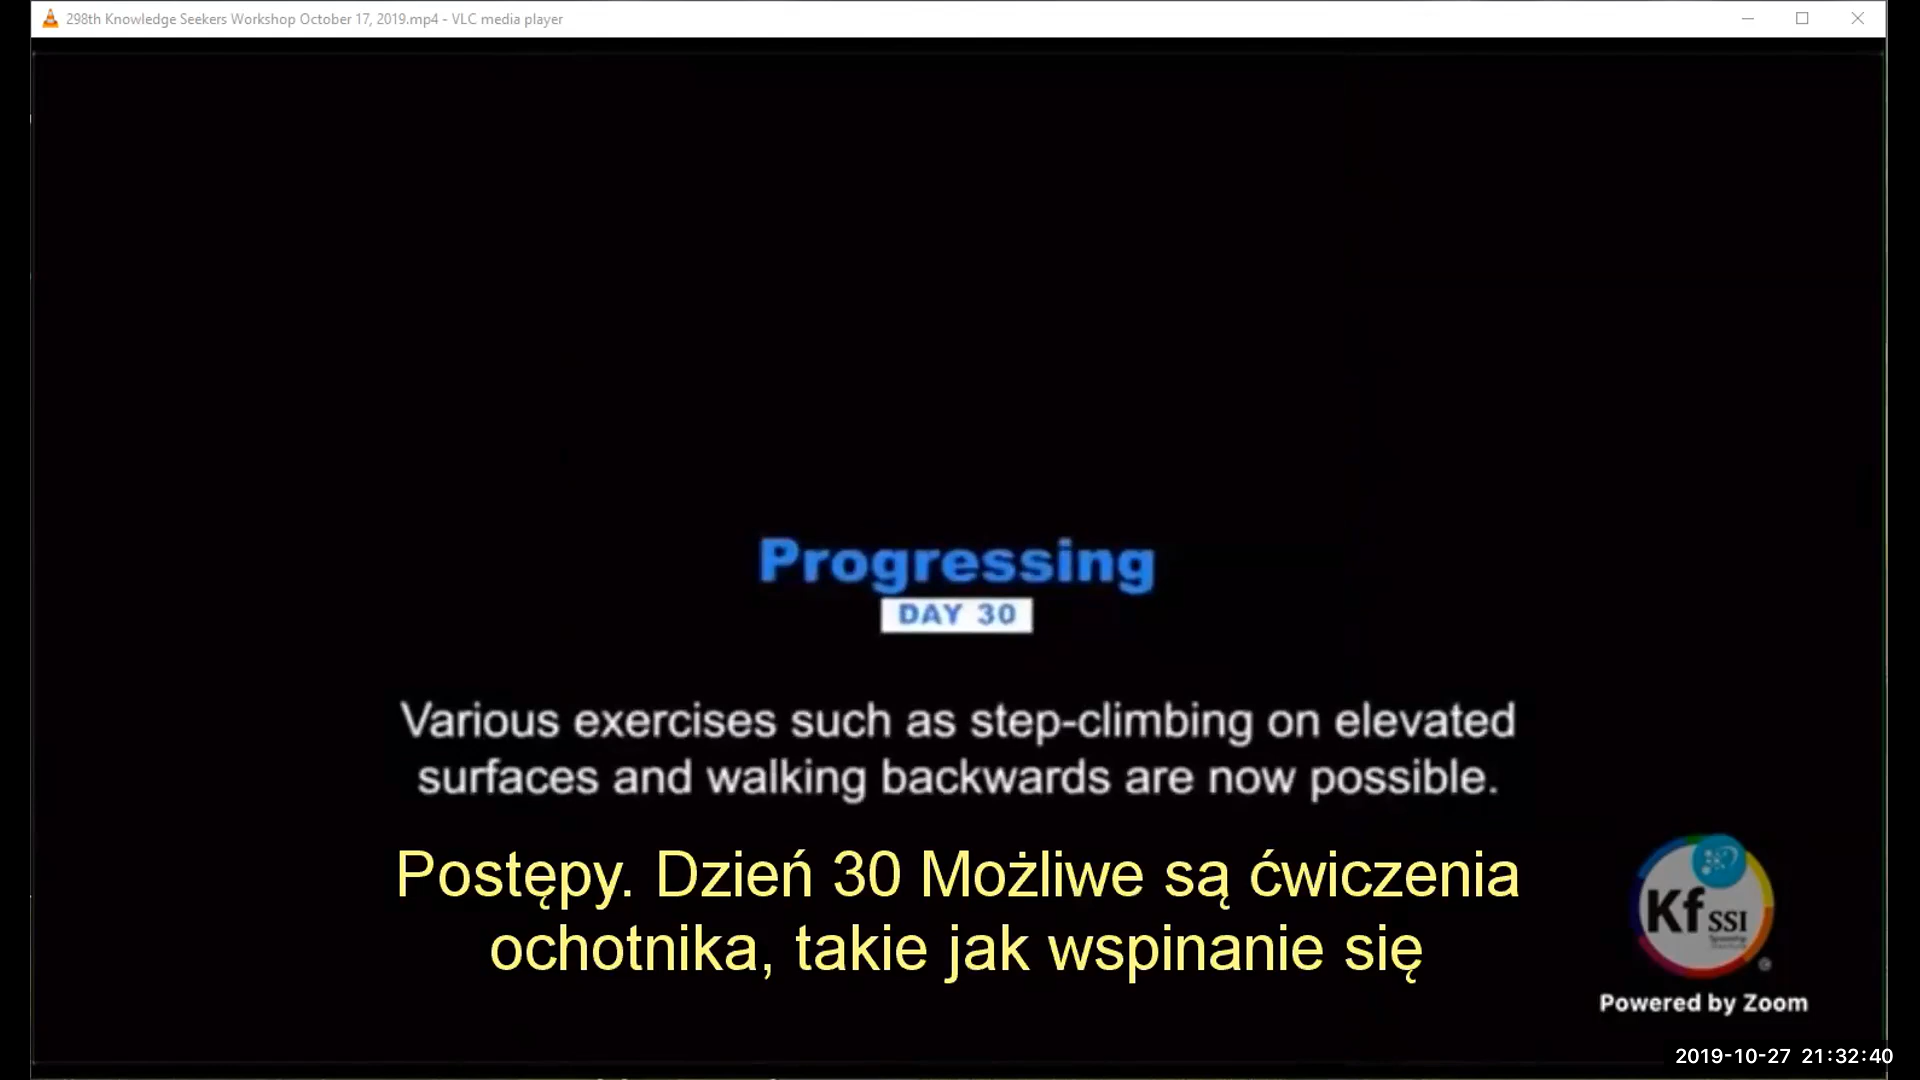 298th Knowledge Seekers Workshop October 17, 2019.mp4 - VLC media player
Progressing
DAY 30
Various exercises such as step-climbing on elevated
surfaces and walking backwards are now possible.
Postępy. Dzień 30 Możliwe są ćwiczenia
ochotnika, takie jak wspinanie się
Kf SSI
Powered by Zoom
2019-10-27 21:32:40